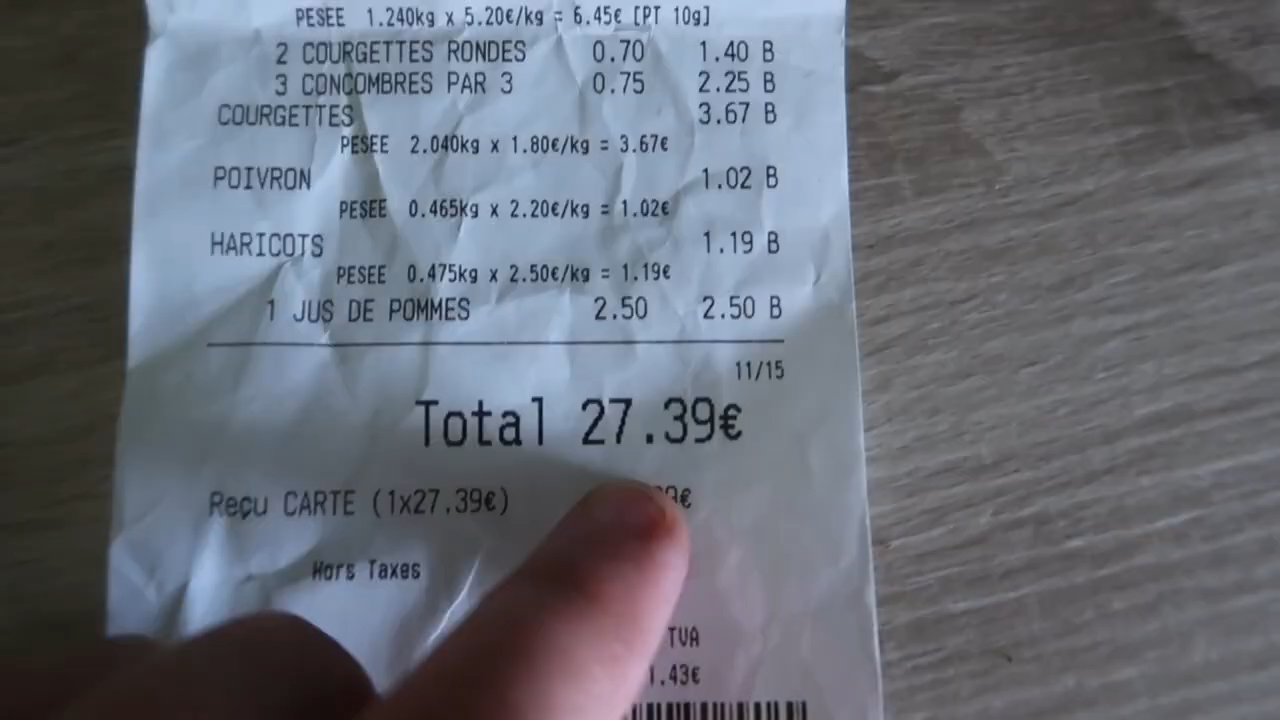 PESEE 1.240kg x 5.20€/kg = 6.45€ [PT 10g]
2 COURGETTES RONDES 0.70 1.40 B
3 CONCOMBRES PAR 3 0.75 2.25 B
COURGETTES 3.67 B
PESEE 2.040kg x 1.80€/kg = 3.67€
POIVRON 1.02 B
PESEE 0.465kg x 2.20€/kg = 1.02€
HARICOTS 1.19 B
PESEE 0.475kg x 2.50€/kg = 1.19€
1 JUS DE POMMES 2.50 2.50 B
11/15
Total 27.39€
Reçu CARTE (1x27.39€)
Hors Taxes
TVA
1.43€